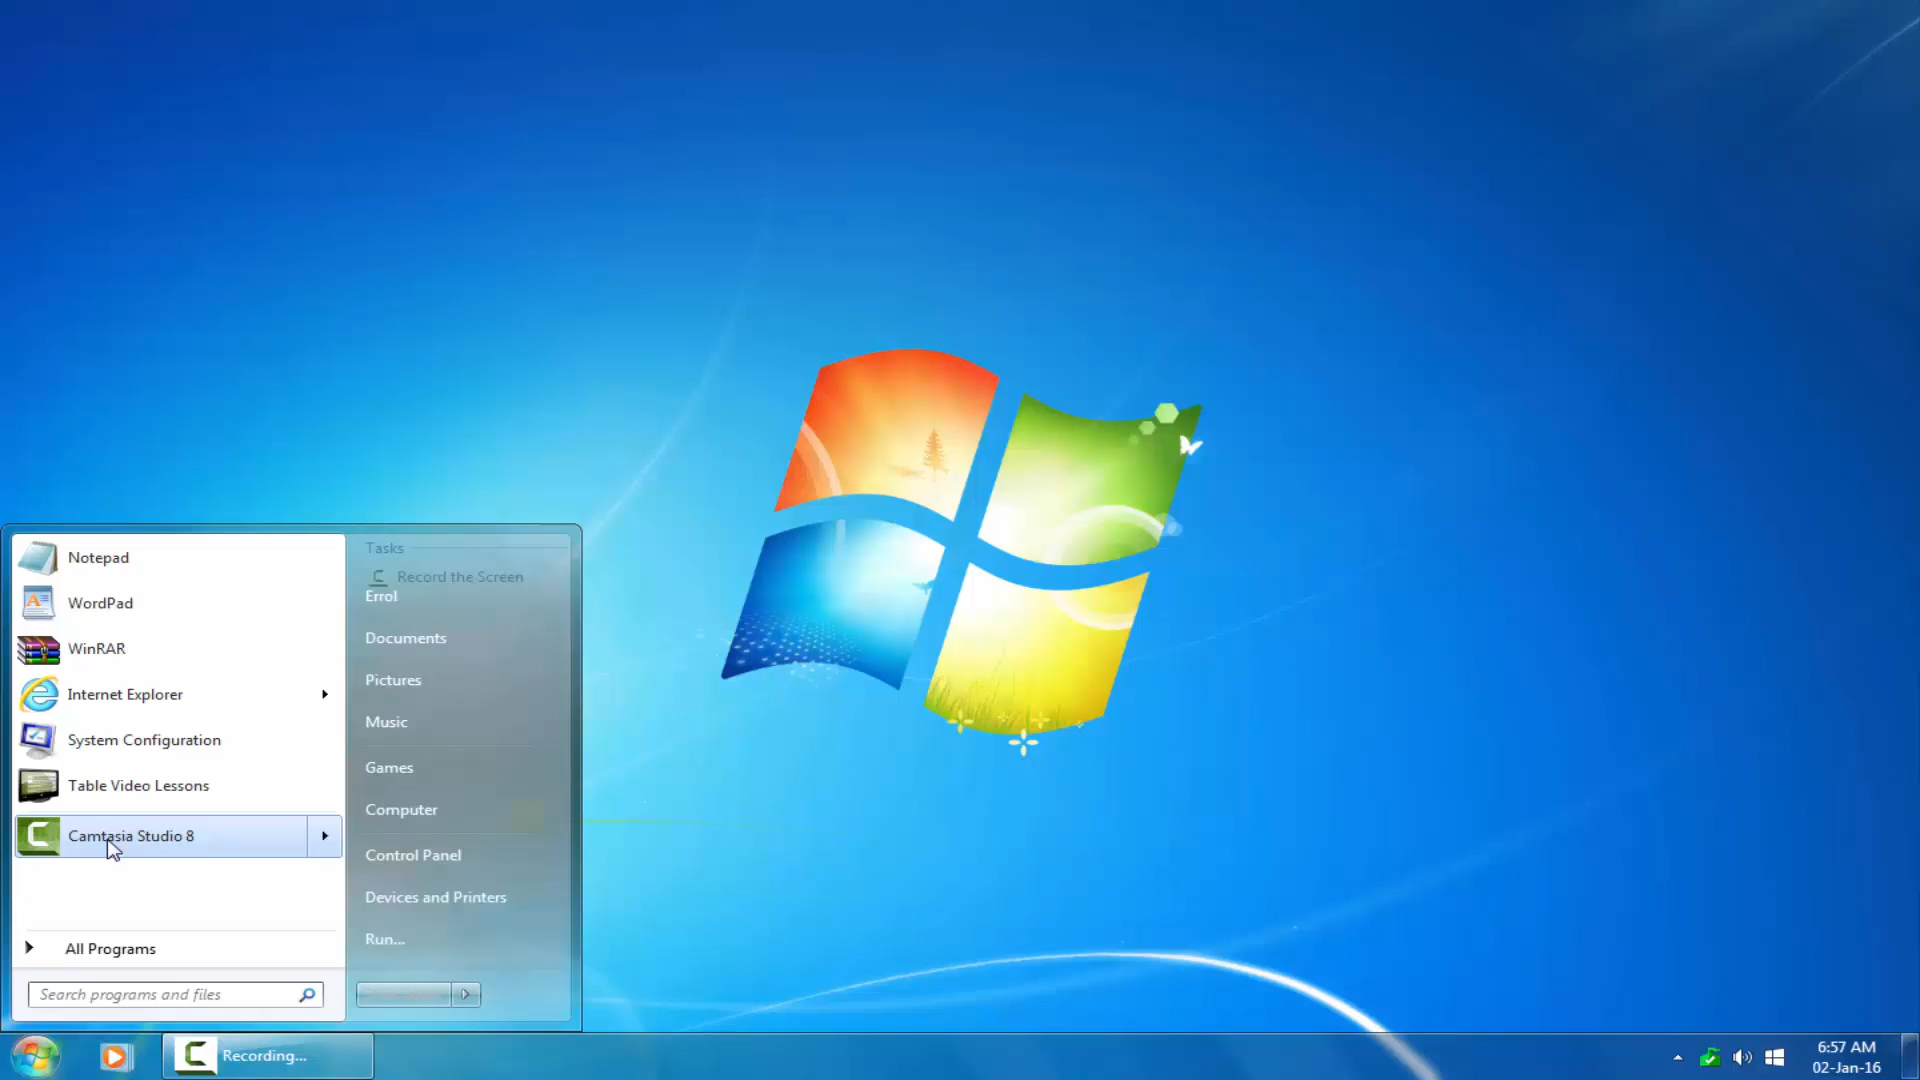 Notepad
WordPad
WinRAR
Internet Explorer
System Configuration
Table Video Lessons
Camtasia Studio 8
All Programs
Search programs and files
Tasks
Record the Screen
Errol
Documents
Pictures
Music
Games
Computer
Control Panel
Devices and Printers
Run...
Recording...
6:57 AM
02-Jan-16